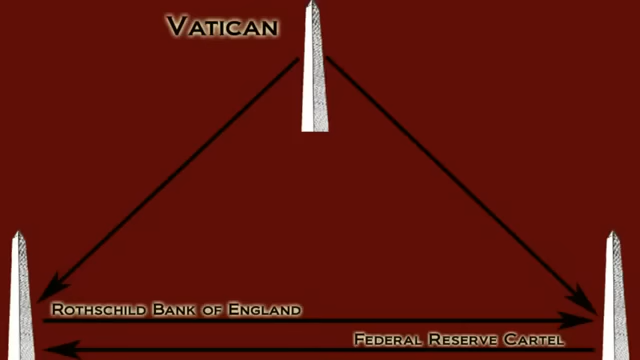 Vatican
Rothschild Bank of England
Federal Reserve Cartel